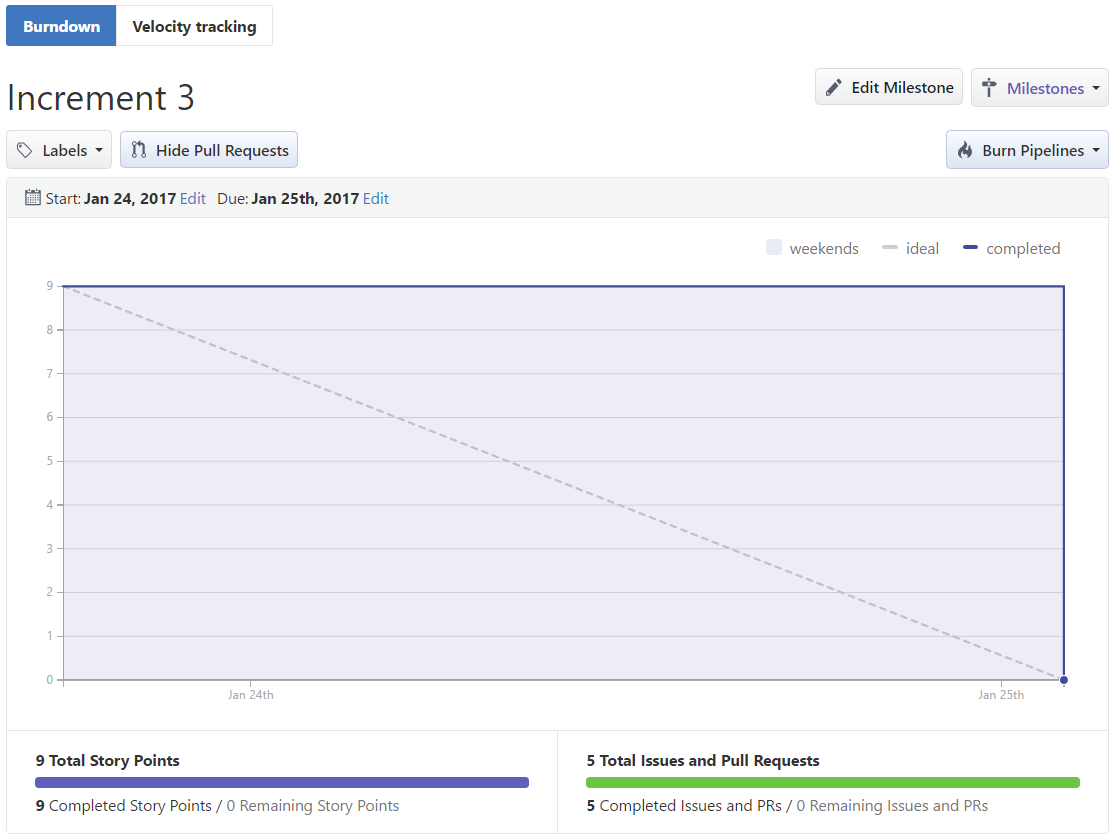 Burndown Velocity tracking
Increment 3
Edit Milestone Milestones
Labels Hide Pull Requests Burn Pipelines
Start: Jan 24, 2017 Edit Due: Jan 25th, 2017 Edit
weekends ideal completed
9
8
7
6
5
4
3
2
1
0
Jan 24th Jan 25th
9 Total Story Points
9 Completed Story Points / 0 Remaining Story Points
5 Total Issues and Pull Requests
5 Completed Issues and PRs / 0 Remaining Issues and PRs